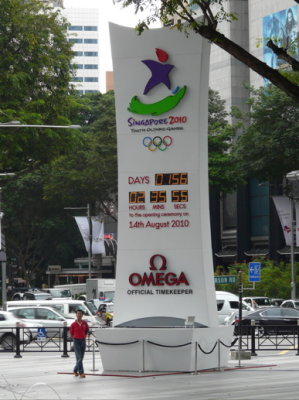 Singapore 2010
YOUTH OLYMPIC GAMES
DAYS 0156
02 35 55
HOURS MINS SECS
to the opening ceremony on
14th August 2010
Ω
OMEGA
OFFICIAL TIMEKEEPER